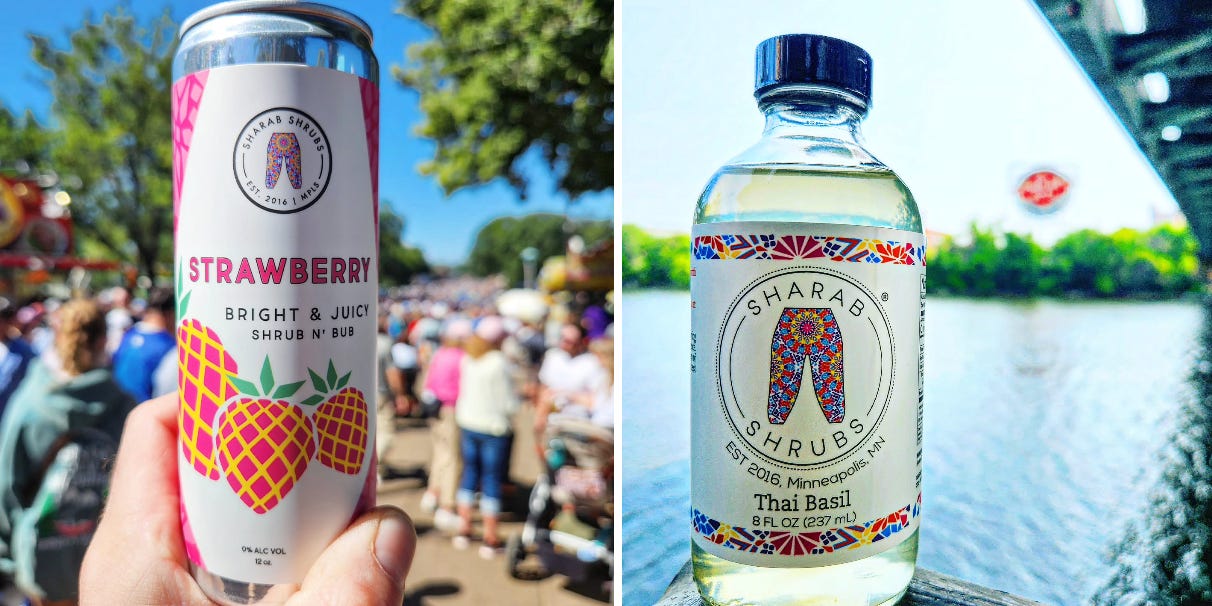 SHARAB SHRUBS
EST. 2016 | MPLS
STRAWBERRY
BRIGHT & JUICY
SHRUB N' BUB
0% ALC VOL
12 oz.
SHARAB ®
SHRUBS
EST 2016, Minneapolis, MN
Thai Basil
8 FL OZ (237 mL)